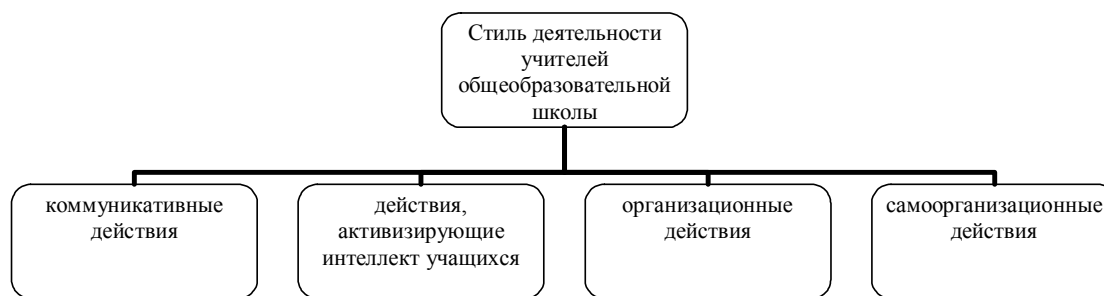 Стиль деятельности
учителей
общеобразовательной
школы
коммуникативные
действия
действия,
активизирующие
интеллект учащихся
организационные
действия
самоорганизационные
действия